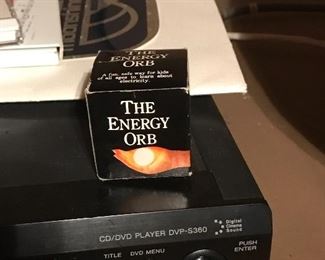 THE
ENERGY
ORB
A fun, safe way for kids
of all ages to learn about
electricity.
THE
ENERGY
ORB
Digital
Cinema
Sound
CD/DVD PLAYER DVP-S360
PUSH
ENTER
TITLE
DVD MENU